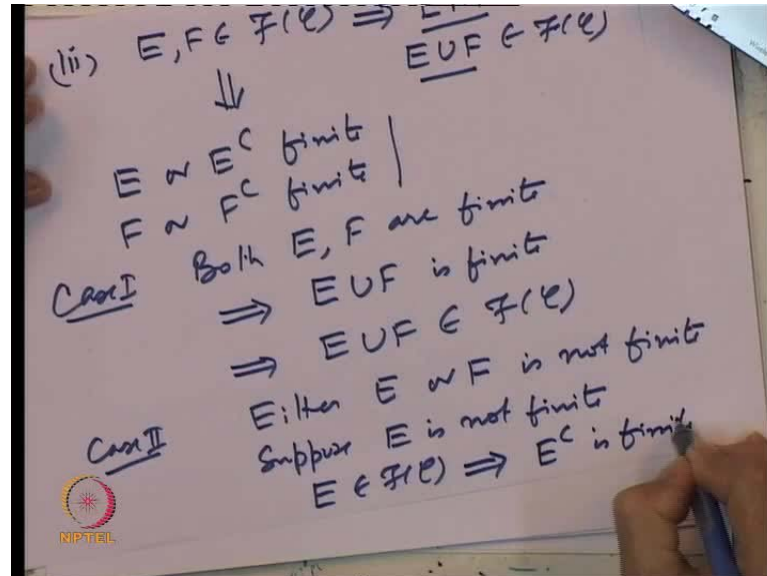 (iii) E, F ∈ 𝓕(𝒞) ⇒
E ∪ F ∈ 𝓕(𝒞)
⇓
E or E^C finite
F or F^C finite
Case I Both E, F are finite
⇒ E ∪ F is finite
⇒ E ∪ F ∈ 𝓕(𝒞)
Case II Either E or F is not finite
Suppose E is not finite
E ∈ 𝓕(𝒞) ⇒ E^C is finite
NPTEL